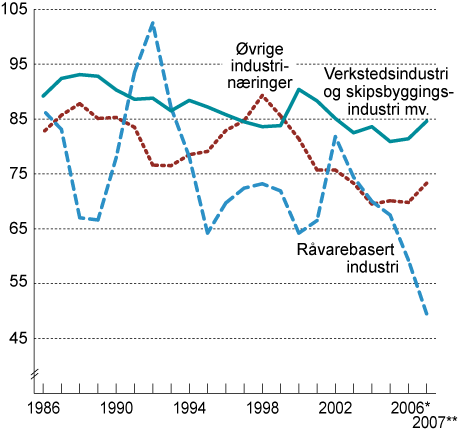 105
95
85
75
65
55
45
Øvrige
industri-
næringer
Verkstedsindustri
og skipsbyggings-
industri mv.
Råvarebasert
industri
1986
1990
1994
1998
2002
2006*
2007**